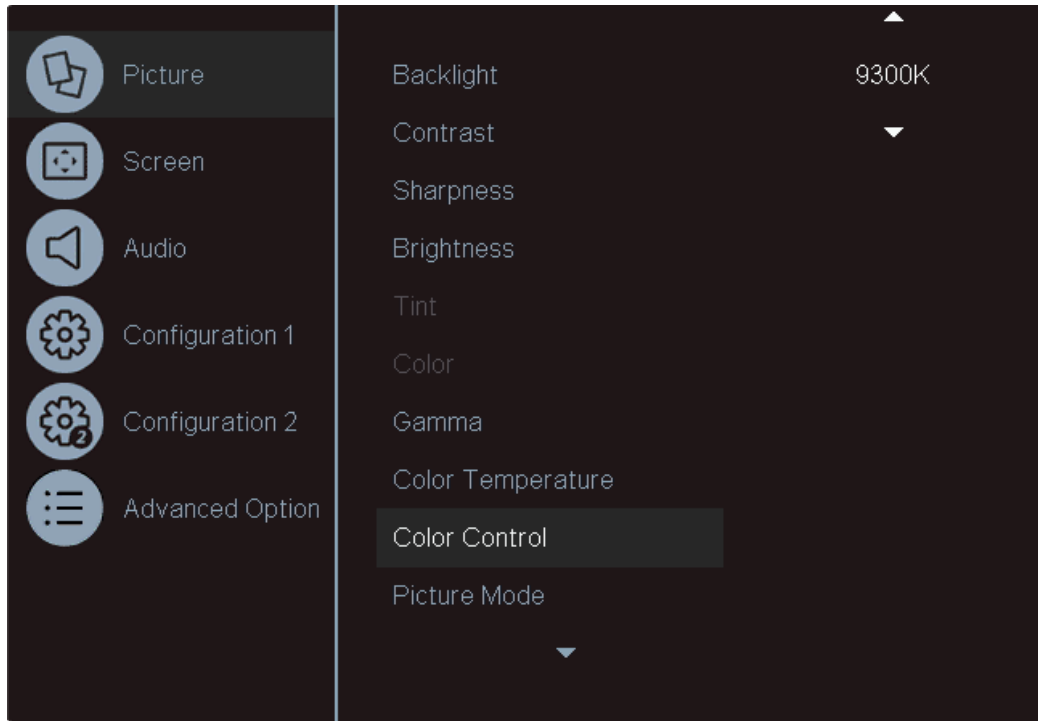 Picture
Screen
Audio
Configuration 1
Configuration 2
2
Advanced Option
Backlight
Contrast
Sharpness
Brightness
Tint
Color
Gamma
Color Temperature
Color Control
Picture Mode
9300K